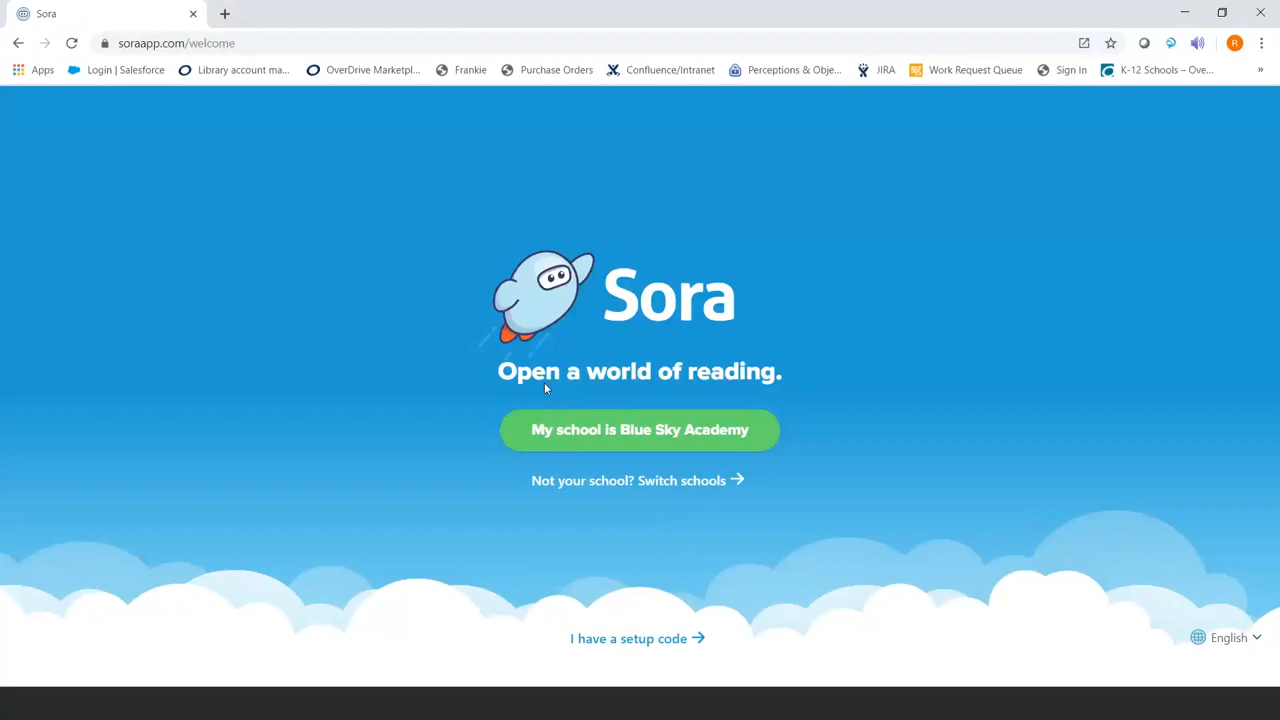 Sora
soraapp.com/welcome
R
Apps
Login | Salesforce
Library account ma...
OverDrive Marketpl...
Frankie
Purchase Orders
Confluence/Intranet
Perceptions & Obje...
JIRA
Work Request Queue
Sign In
K-12 Schools – Ove...
»
Sora
Open a world of reading.
My school is Blue Sky Academy
Not your school? Switch schools →
I have a setup code →
English